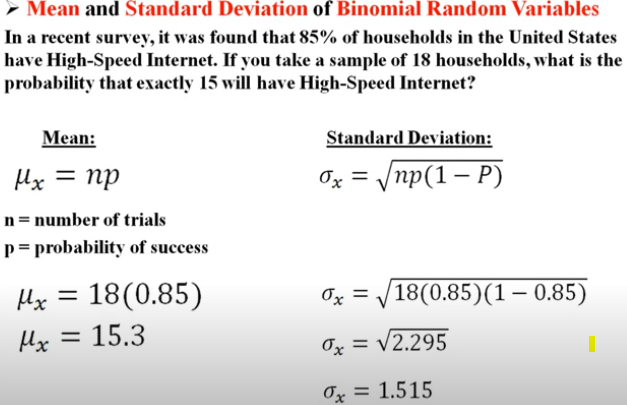 ➤ Mean and Standard Deviation of Binomial Random Variables
In a recent survey, it was found that 85% of households in the United States
have High-Speed Internet. If you take a sample of 18 households, what is the
probability that exactly 15 will have High-Speed Internet?
Mean: Standard Deviation:
μₓ = np σₓ = √np(1 – P)
n = number of trials
p = probability of success
μₓ = 18(0.85) σₓ = √18(0.85)(1 – 0.85)
μₓ = 15.3 σₓ = √2.295
σₓ = 1.515